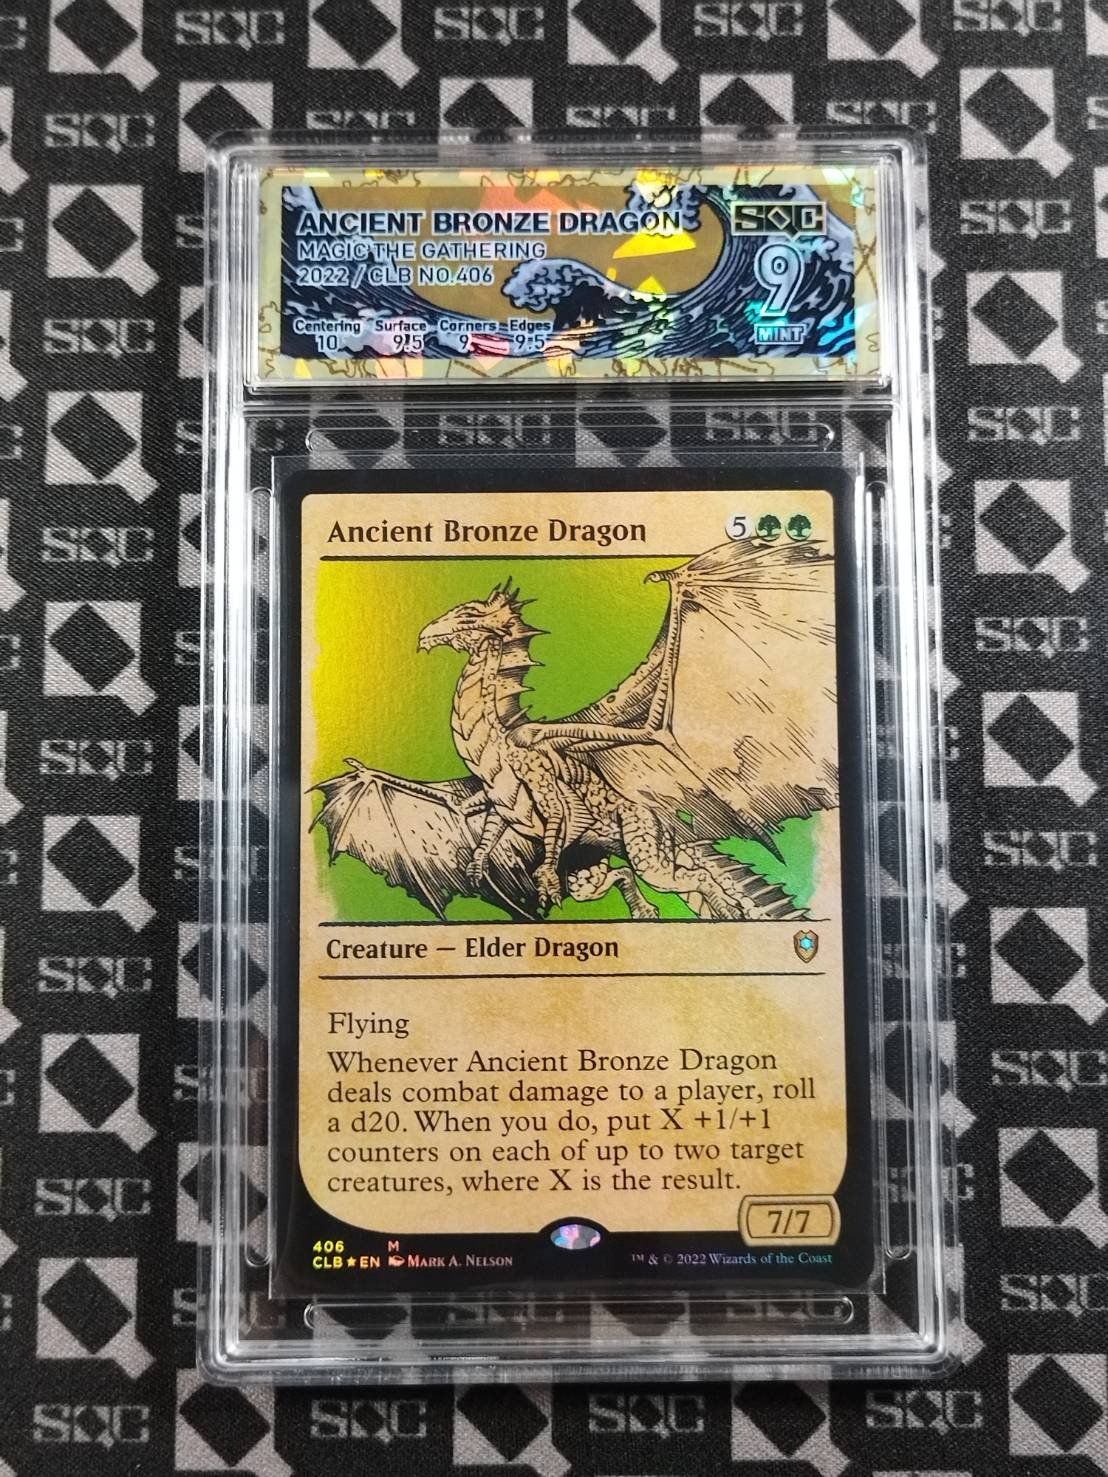 ANCIENT BRONZE DRAGON
MAGIC THE GATHERING
2022 / CLB NO.406
Centering Surface Corners Edges
10 9.5 9 9.5
SQC
9
MINT
Ancient Bronze Dragon
5
Creature — Elder Dragon
Flying
Whenever Ancient Bronze Dragon
deals combat damage to a player, roll
a d20. When you do, put X +1/+1
counters on each of up to two target
creatures, where X is the result.
7/7
406 M
CLB★EN MARK A. NELSON
™ & © 2022 Wizards of the Coast